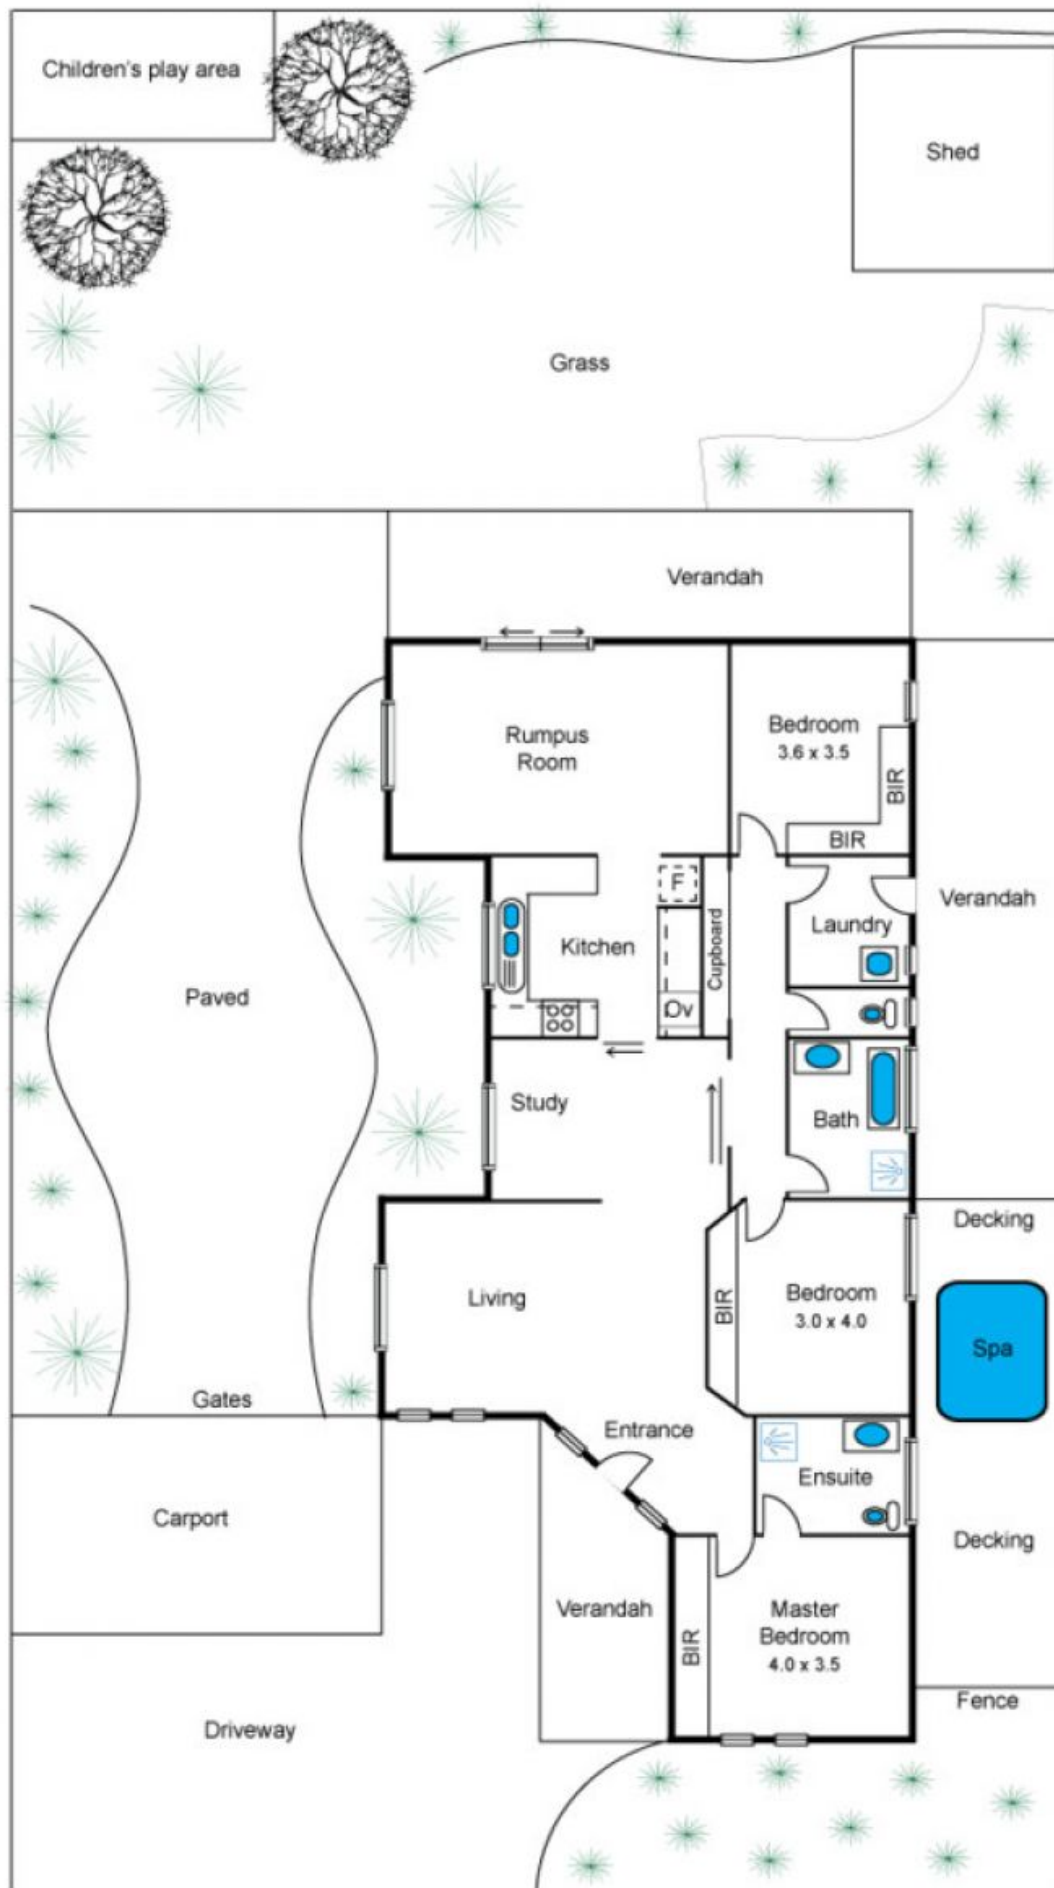 Children's play area
Shed
Grass
Verandah
Rumpus
Room
Bedroom
3.6 x 3.5
BIR
BIR
F
Cupboard
Laundry
Verandah
Kitchen
Ov
Paved
Study
Bath
Decking
Living
BIR
Bedroom
3.0 x 4.0
Spa
Gates
Entrance
Ensuite
Carport
Decking
Verandah
BIR
Master
Bedroom
4.0 x 3.5
Fence
Driveway